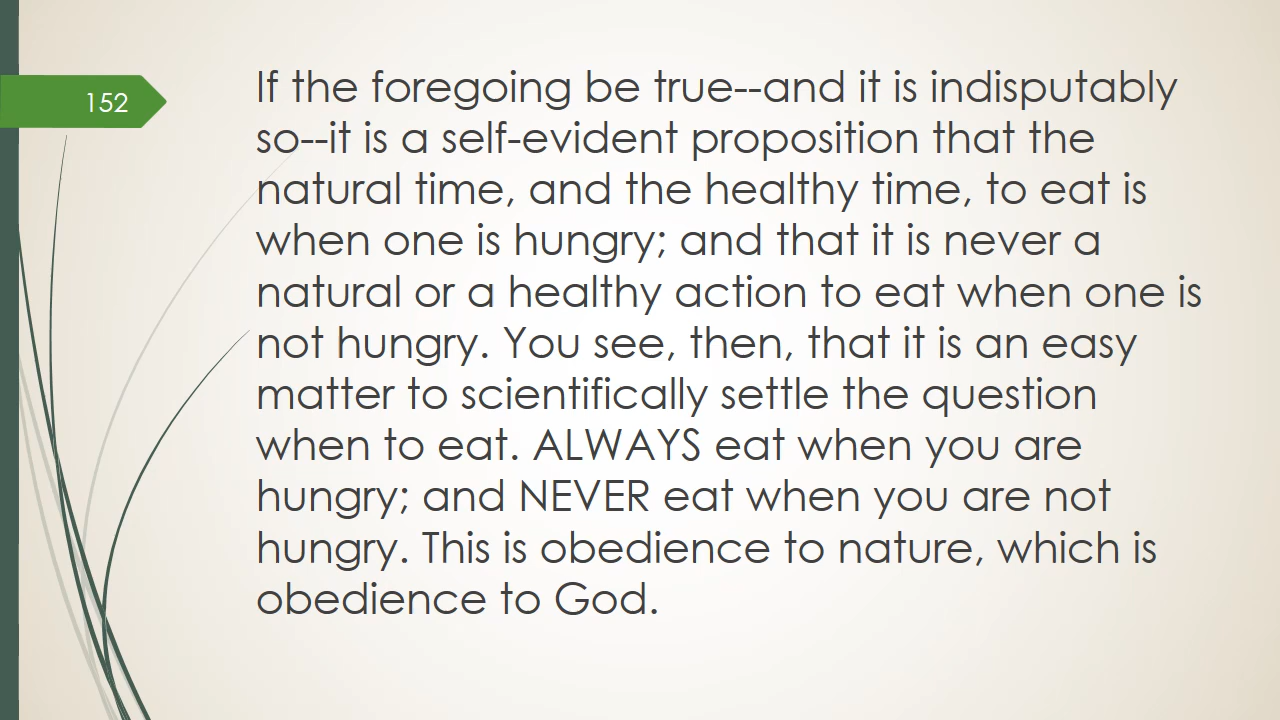 152
If the foregoing be true--and it is indisputably
so--it is a self-evident proposition that the
natural time, and the healthy time, to eat is
when one is hungry; and that it is never a
natural or a healthy action to eat when one is
not hungry. You see, then, that it is an easy
matter to scientifically settle the question
when to eat. ALWAYS eat when you are
hungry; and NEVER eat when you are not
hungry. This is obedience to nature, which is
obedience to God.